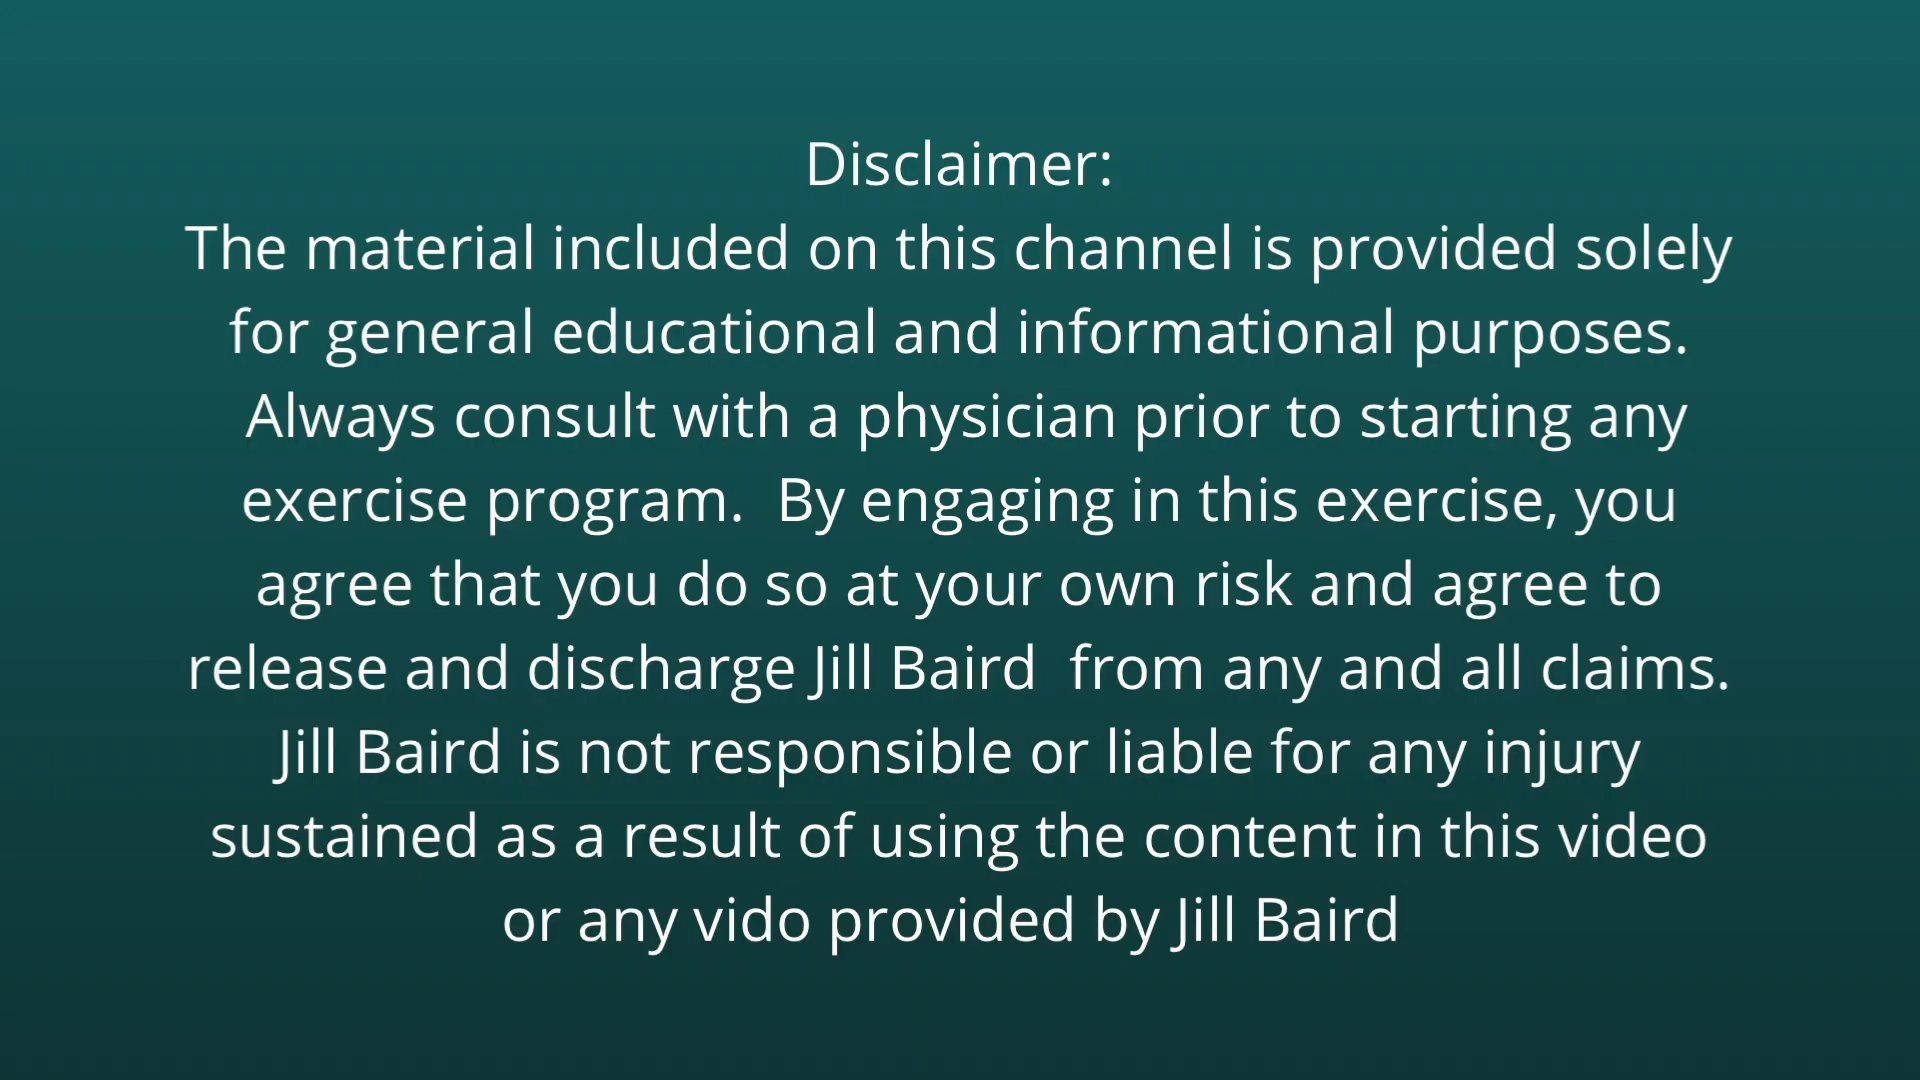 Disclaimer:
The material included on this channel is provided solely
for general educational and informational purposes.
Always consult with a physician prior to starting any
exercise program.  By engaging in this exercise, you
agree that you do so at your own risk and agree to
release and discharge Jill Baird  from any and all claims.
Jill Baird is not responsible or liable for any injury
sustained as a result of using the content in this video
or any vido provided by Jill Baird